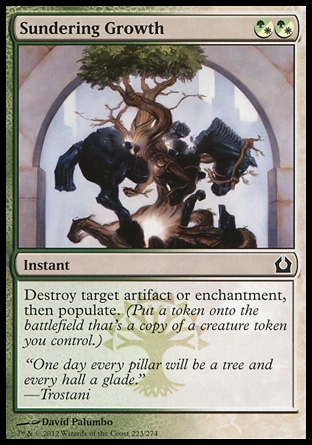 Sundering Growth
Instant
Destroy target artifact or enchantment,
then populate. (Put a token onto the
battlefield that's a copy of a creature token
you control.)
"One day every pillar will be a tree and
every hall a glade."
—Trostani
David Palumbo
™ & © 2012 Wizards of the Coast 223/274